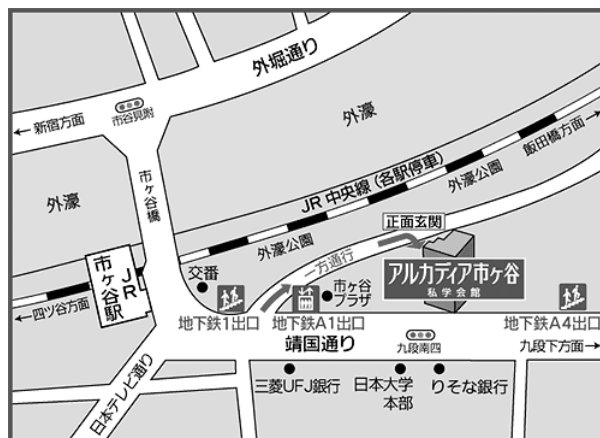 外堀通り
←新宿方面
市谷見附
外濠
飯田橋方面→
市ヶ谷橋
JR中央線(各駅停車)
外濠公園
外濠
正面玄関
外濠公園
一方通行
アルカディア市ヶ谷
私学会館
JR
市ヶ谷駅
交番
市ヶ谷
プラザ
←四ツ谷方面
地下鉄1出口
地下鉄A1出口
地下鉄A4出口
靖国通り
九段南四
九段下方面→
日本テレビ通り
三菱UFJ銀行
日本大学
本部
りそな銀行